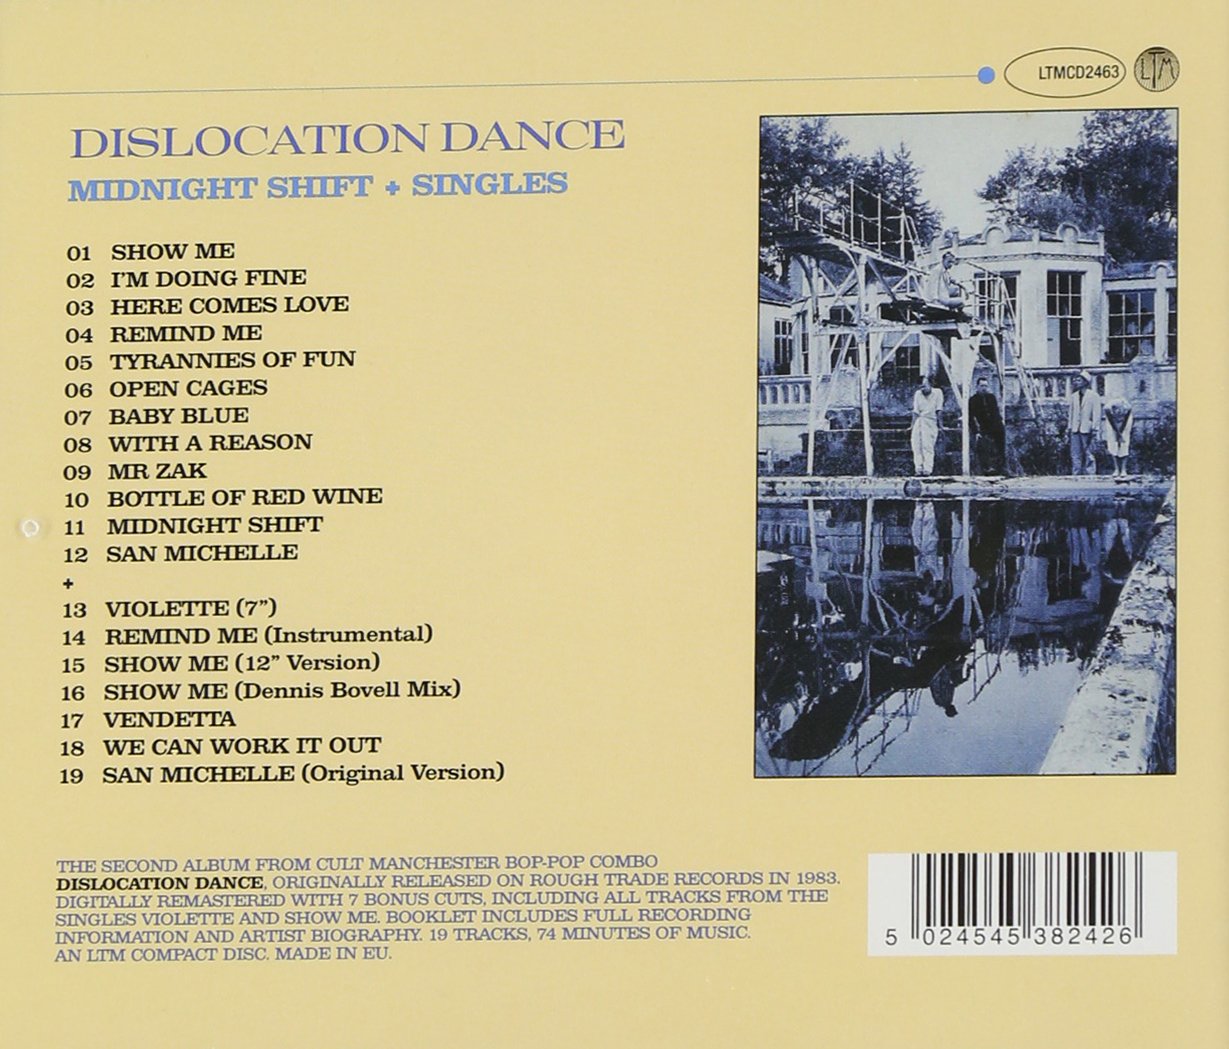 LTMCD2463
LTM
DISLOCATION DANCE
MIDNIGHT SHIFT + SINGLES
01 SHOW ME
02 I'M DOING FINE
03 HERE COMES LOVE
04 REMIND ME
05 TYRANNIES OF FUN
06 OPEN CAGES
07 BABY BLUE
08 WITH A REASON
09 MR ZAK
10 BOTTLE OF RED WINE
11 MIDNIGHT SHIFT
12 SAN MICHELLE
+
13 VIOLETTE (7”)
14 REMIND ME (Instrumental)
15 SHOW ME (12” Version)
16 SHOW ME (Dennis Bovell Mix)
17 VENDETTA
18 WE CAN WORK IT OUT
19 SAN MICHELLE (Original Version)
THE SECOND ALBUM FROM CULT MANCHESTER BOP-POP COMBO
DISLOCATION DANCE, ORIGINALLY RELEASED ON ROUGH TRADE RECORDS IN 1983.
DIGITALLY REMASTERED WITH 7 BONUS CUTS, INCLUDING ALL TRACKS FROM THE
SINGLES VIOLETTE AND SHOW ME. BOOKLET INCLUDES FULL RECORDING
INFORMATION AND ARTIST BIOGRAPHY. 19 TRACKS, 74 MINUTES OF MUSIC.
AN LTM COMPACT DISC. MADE IN EU.
5 024545 382426